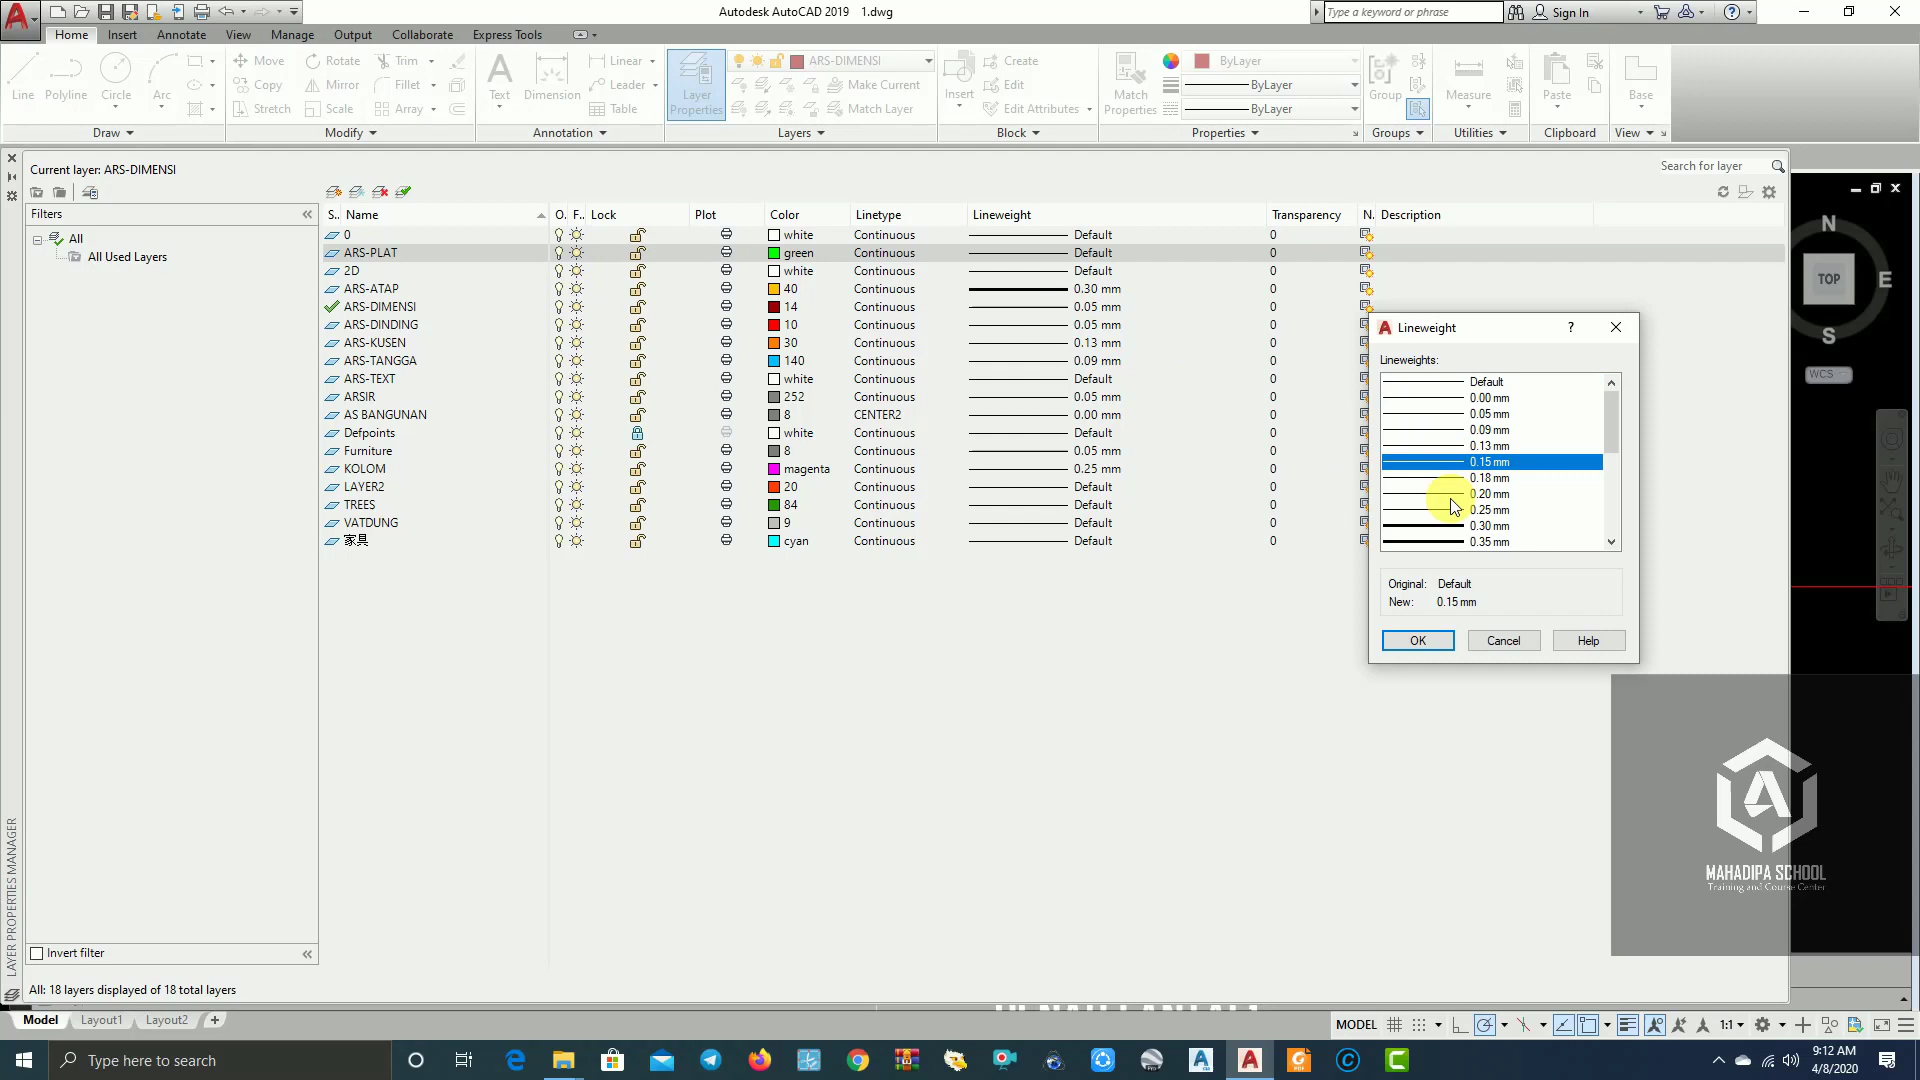 Autodesk AutoCAD 2019 1.dwg
Type a keyword or phrase
Sign In
Home Insert Annotate View Manage Output Collaborate Express Tools
Line Polyline Circle Arc
Draw
Move Rotate Trim
Copy Mirror Fillet
Stretch Scale Array
Modify
Text Dimension
Linear
Leader
Table
Annotation
Layer Properties
ARS-DIMENSI
Make Current
Match Layer
Layers
Insert
Create
Edit
Edit Attributes
Block
Match Properties
ByLayer
ByLayer
ByLayer
Properties
Group
Groups
Measure
Utilities
Paste
Clipboard
Base
View
Current layer: ARS-DIMENSI
Search for layer
Filters
All
All Used Layers
S.. Name O. F.. Lock Plot Color Linetype Lineweight Transparency N. Description
0 white Continuous Default 0
ARS-PLAT green Continuous Default 0
2D white Continuous Default 0
ARS-ATAP 40 Continuous 0.30 mm 0
ARS-DIMENSI 14 Continuous 0.05 mm 0
ARS-DINDING 10 Continuous 0.05 mm 0
ARS-KUSEN 30 Continuous 0.13 mm 0
ARS-TANGGA 140 Continuous 0.09 mm 0
ARS-TEXT white Continuous Default 0
ARSIR 252 Continuous 0.05 mm 0
AS BANGUNAN 8 CENTER2 0.00 mm 0
Defpoints white Continuous Default 0
Furniture 8 Continuous 0.05 mm 0
KOLOM magenta Continuous 0.25 mm 0
LAYER2 20 Continuous Default 0
TREES 84 Continuous Default 0
VATDUNG 9 Continuous Default 0
家具 cyan Continuous Default 0
N
TOP
E
S
WCS
Lineweight
?
Lineweights:
Default
0.00 mm
0.05 mm
0.09 mm
0.13 mm
0.15 mm
0.18 mm
0.20 mm
0.25 mm
0.30 mm
0.35 mm
Original: Default
New: 0.15 mm
OK Cancel Help
MAHADIPA SCHOOL
Training and Course Center
LAYER PROPERTIES MANAGER
Invert filter
All: 18 layers displayed of 18 total layers
Model Layout1 Layout2 +
MODEL
1:1
Type here to search
9:12 AM
4/8/2020